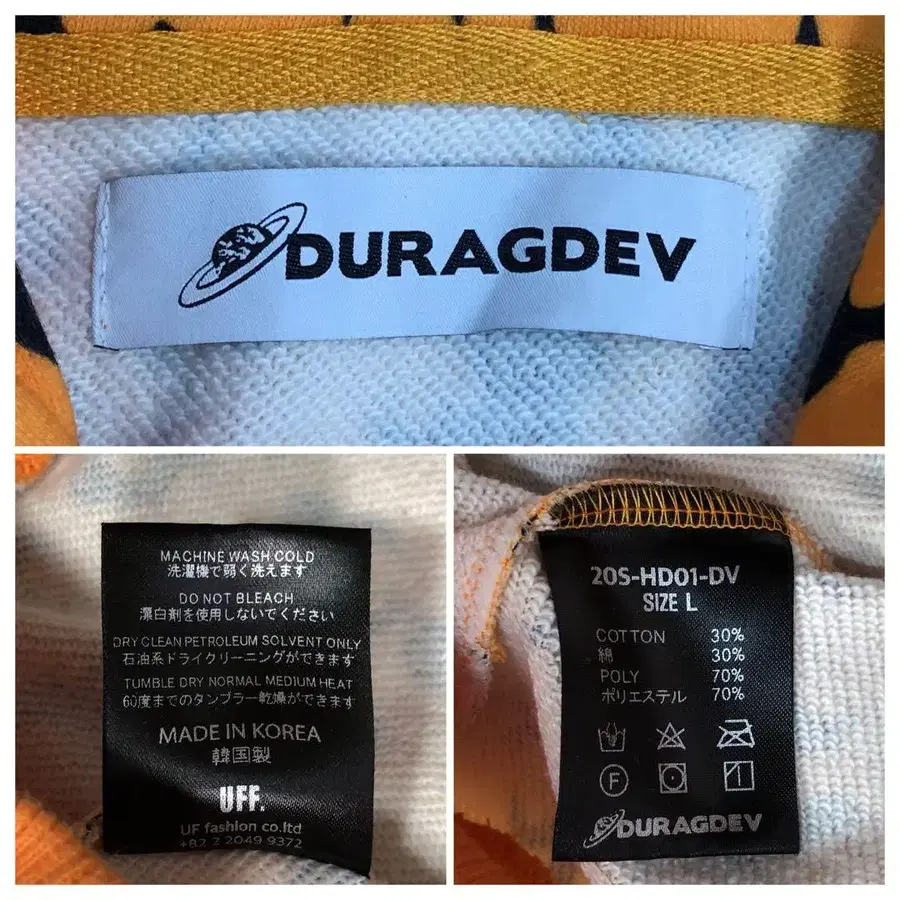 DURAGDEV
MACHINE WASH COLD
洗濯機で弱く洗えます
DO NOT BLEACH
漂白剤を使用しないでください
DRY CLEAN PETROLEUM SOLVENT ONLY
石油系ドライクリーニングができます
TUMBLE DRY NORMAL MEDIUM HEAT
60度までのタンブラー乾燥ができます
MADE IN KOREA
韓国製
UFF.
UF fashion co.ltd
+82 2 2049 9372
20S-HD01-DV
SIZE L
COTTON 30%
綿 30%
POLY 70%
ポリエステル 70%
F
DURAGDEV